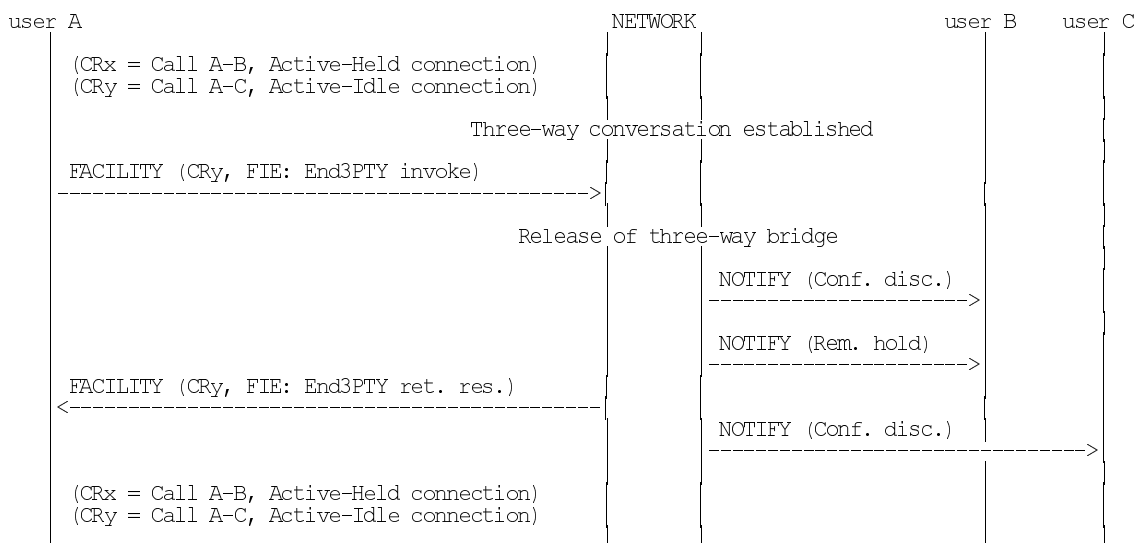 user A NETWORK user B user C
(CRx = Call A-B, Active-Held connection)
(CRy = Call A-C, Active-Idle connection)
Three-way conversation established
FACILITY (CRy, FIE: End3PTY invoke)
Release of three-way bridge
NOTIFY (Conf. disc.)
NOTIFY (Rem. hold)
FACILITY (CRy, FIE: End3PTY ret. res.)
NOTIFY (Conf. disc.)
(CRx = Call A-B, Active-Held connection)
(CRy = Call A-C, Active-Idle connection)